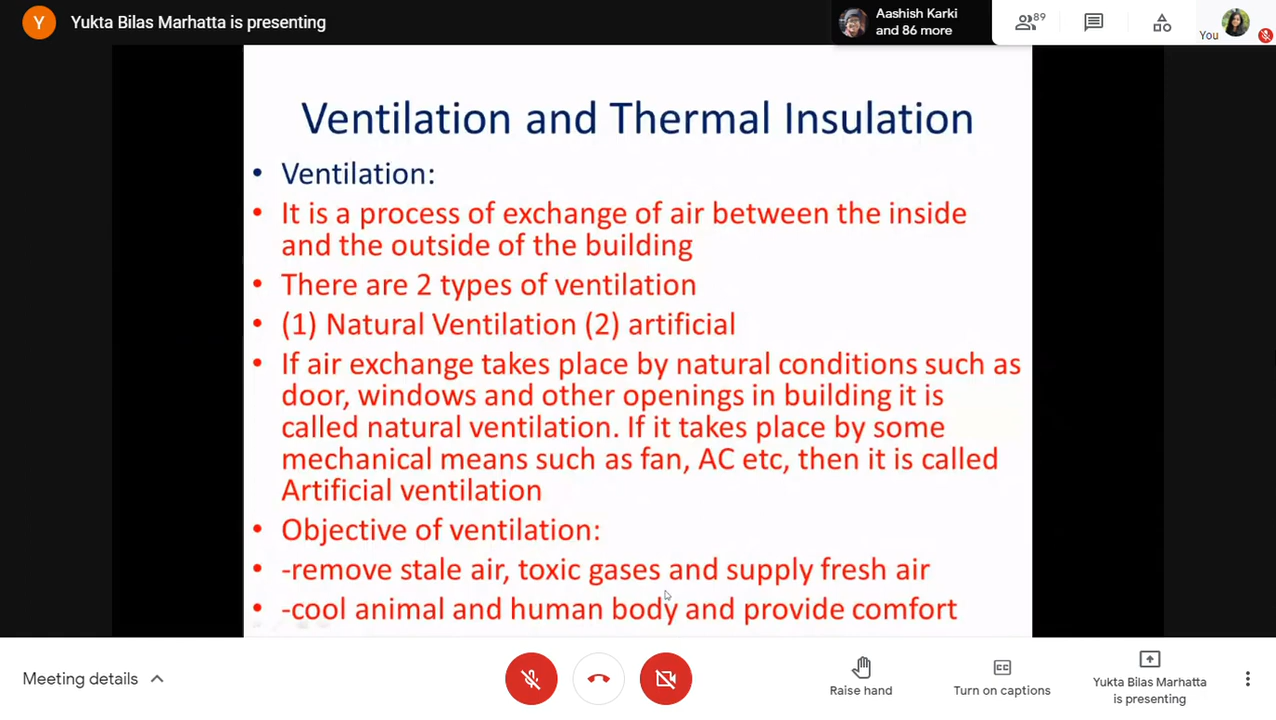 Y Yukta Bilas Marhatta is presenting
Aashish Karki
and 86 more
89
You
Ventilation and Thermal Insulation
• Ventilation:
• It is a process of exchange of air between the inside
and the outside of the building
• There are 2 types of ventilation
• (1) Natural Ventilation (2) artificial
• If air exchange takes place by natural conditions such as
door, windows and other openings in building it is
called natural ventilation. If it takes place by some
mechanical means such as fan, AC etc, then it is called
Artificial ventilation
• Objective of ventilation:
• -remove stale air, toxic gases and supply fresh air
• -cool animal and human body and provide comfort
Meeting details
Raise hand
CC
Turn on captions
Yukta Bilas Marhatta
is presenting